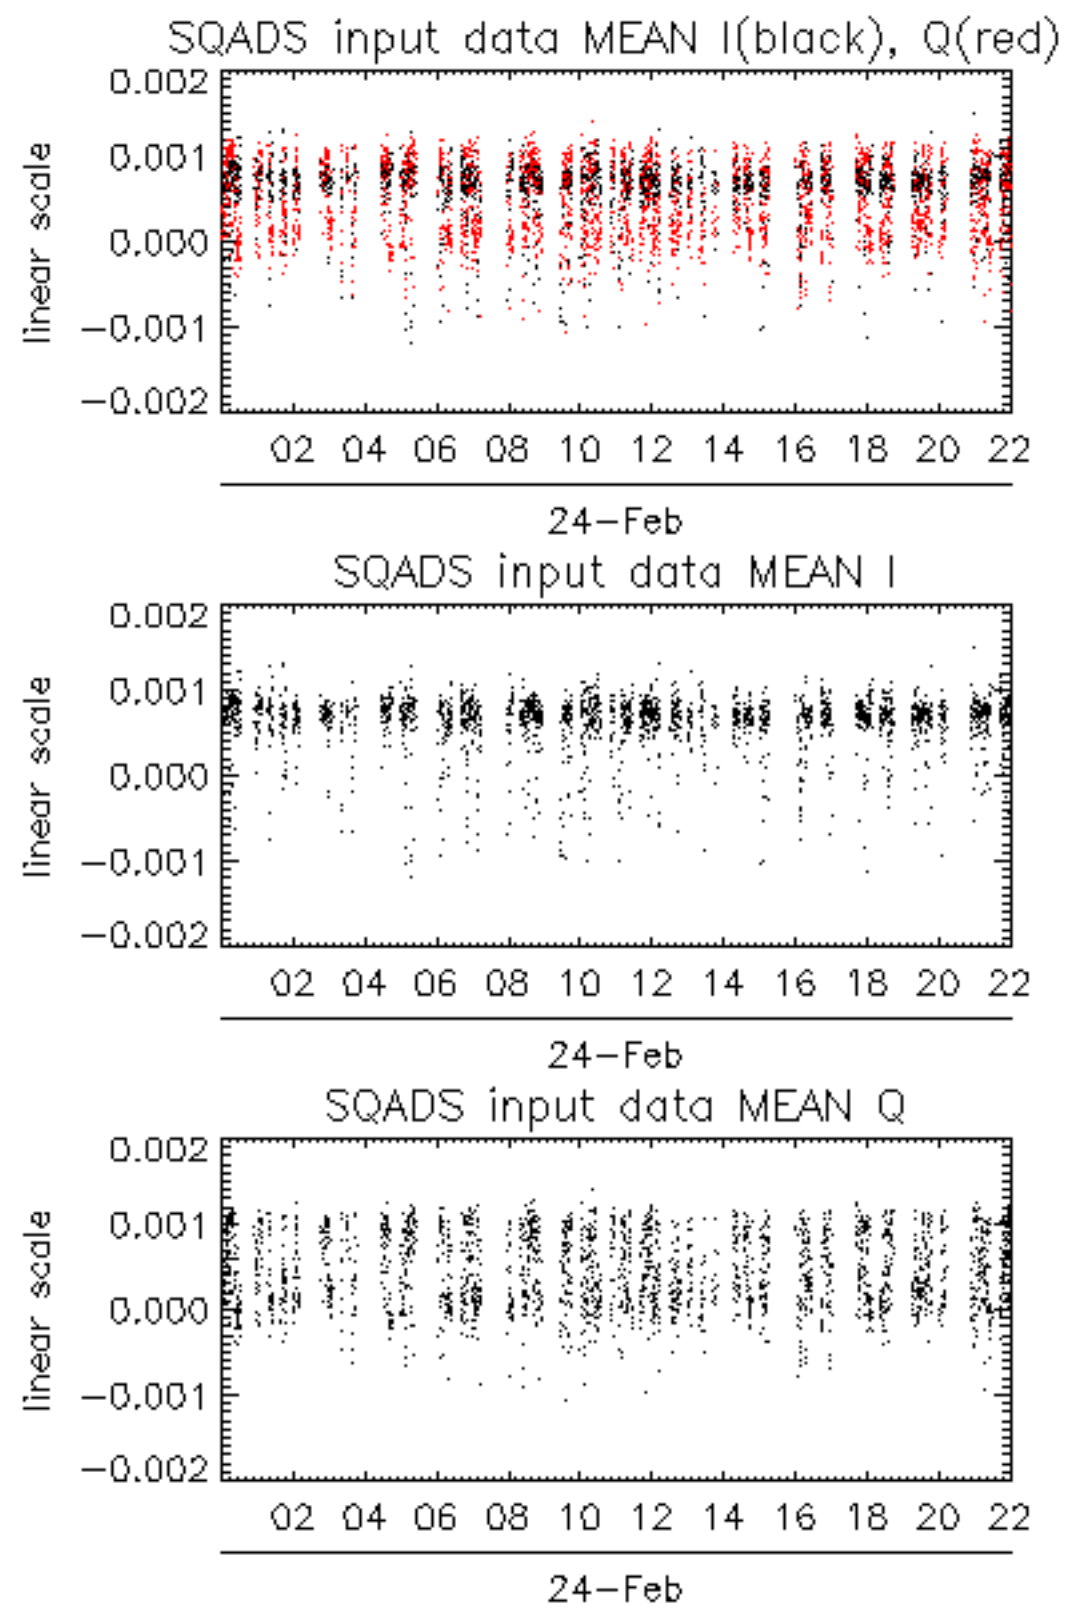 SQADS input data MEAN I(black), Q(red)
0.002
0.001
0.000
−0.001
−0.002
linear scale
02 04 06 08 10 12 14 16 18 20 22
24−Feb
SQADS input data MEAN I
0.002
0.001
0.000
−0.001
−0.002
linear scale
02 04 06 08 10 12 14 16 18 20 22
24−Feb
SQADS input data MEAN Q
0.002
0.001
0.000
−0.001
−0.002
linear scale
02 04 06 08 10 12 14 16 18 20 22
24−Feb